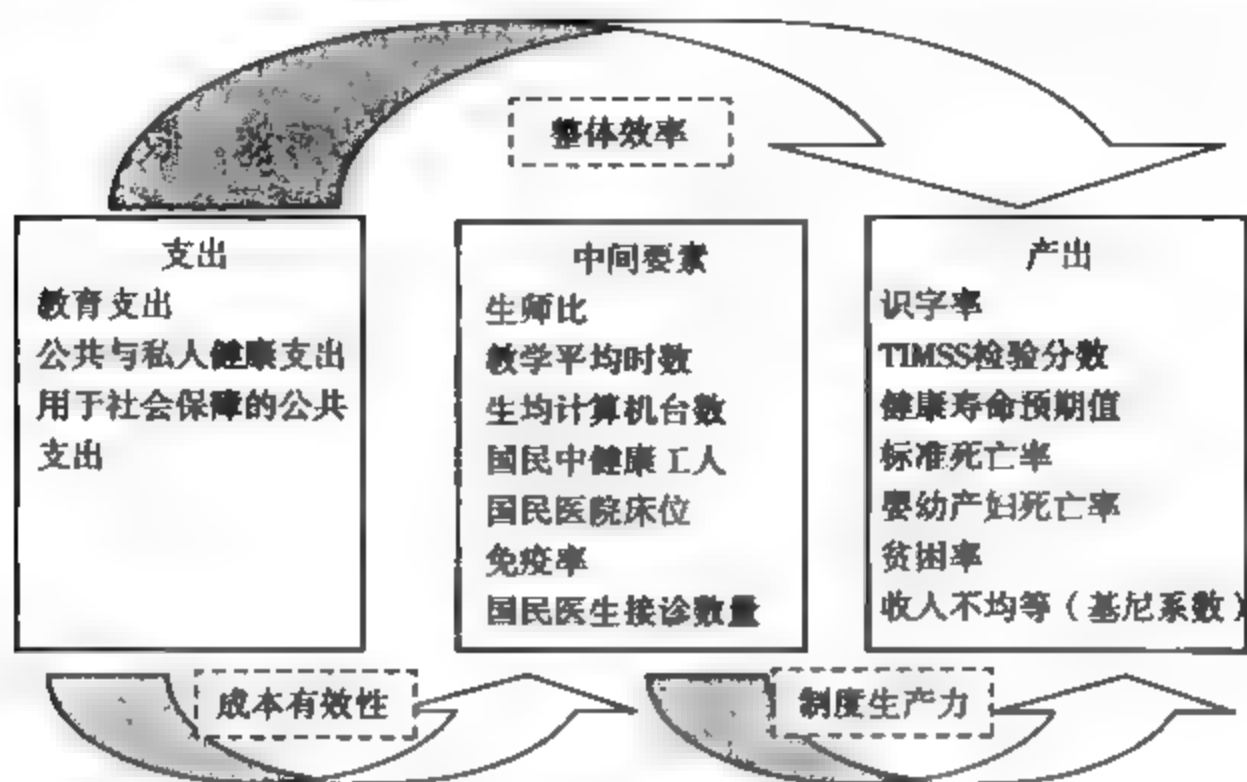 整体效率
支出
教育支出
公共与私人健康支出
用于社会保障的公共
支出
中间要素
生师比
教学平均时数
生均计算机台数
国民中健康工人
国民医院床位
免疫率
国民医生接诊数量
产出
识字率
TIMSS检验分数
健康寿命预期值
标准死亡率
婴幼产妇死亡率
贫困率
收人不均等（基尼系数）
成本有效性
制度生产力